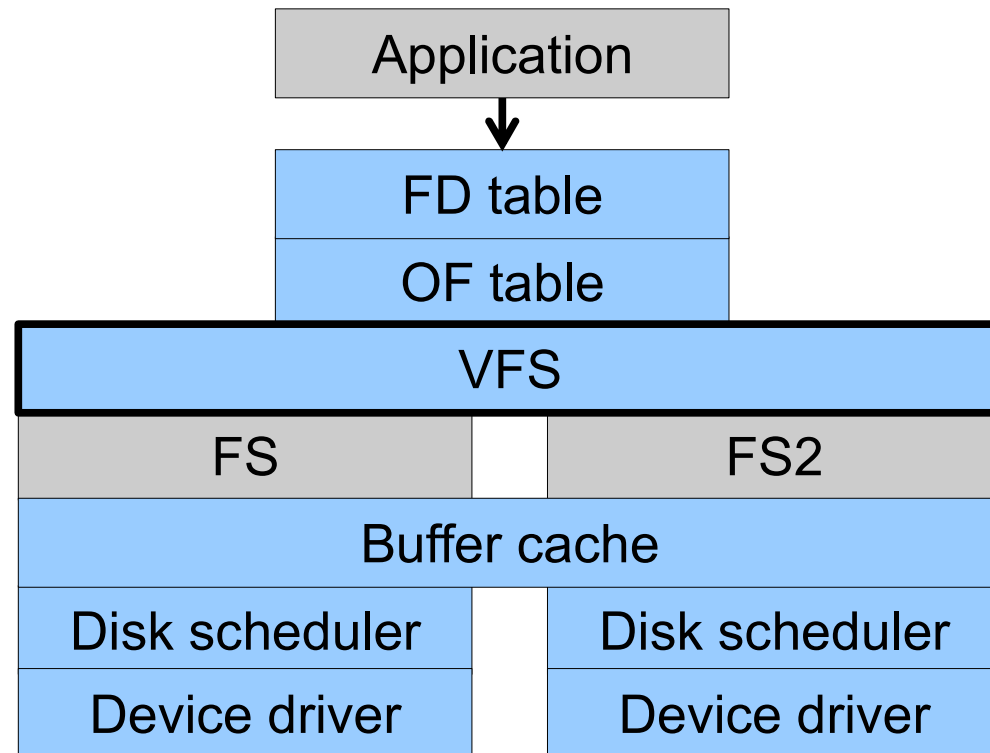 Application
FD table
OF table
VFS
FS
FS2
Buffer cache
Disk scheduler
Disk scheduler
Device driver
Device driver